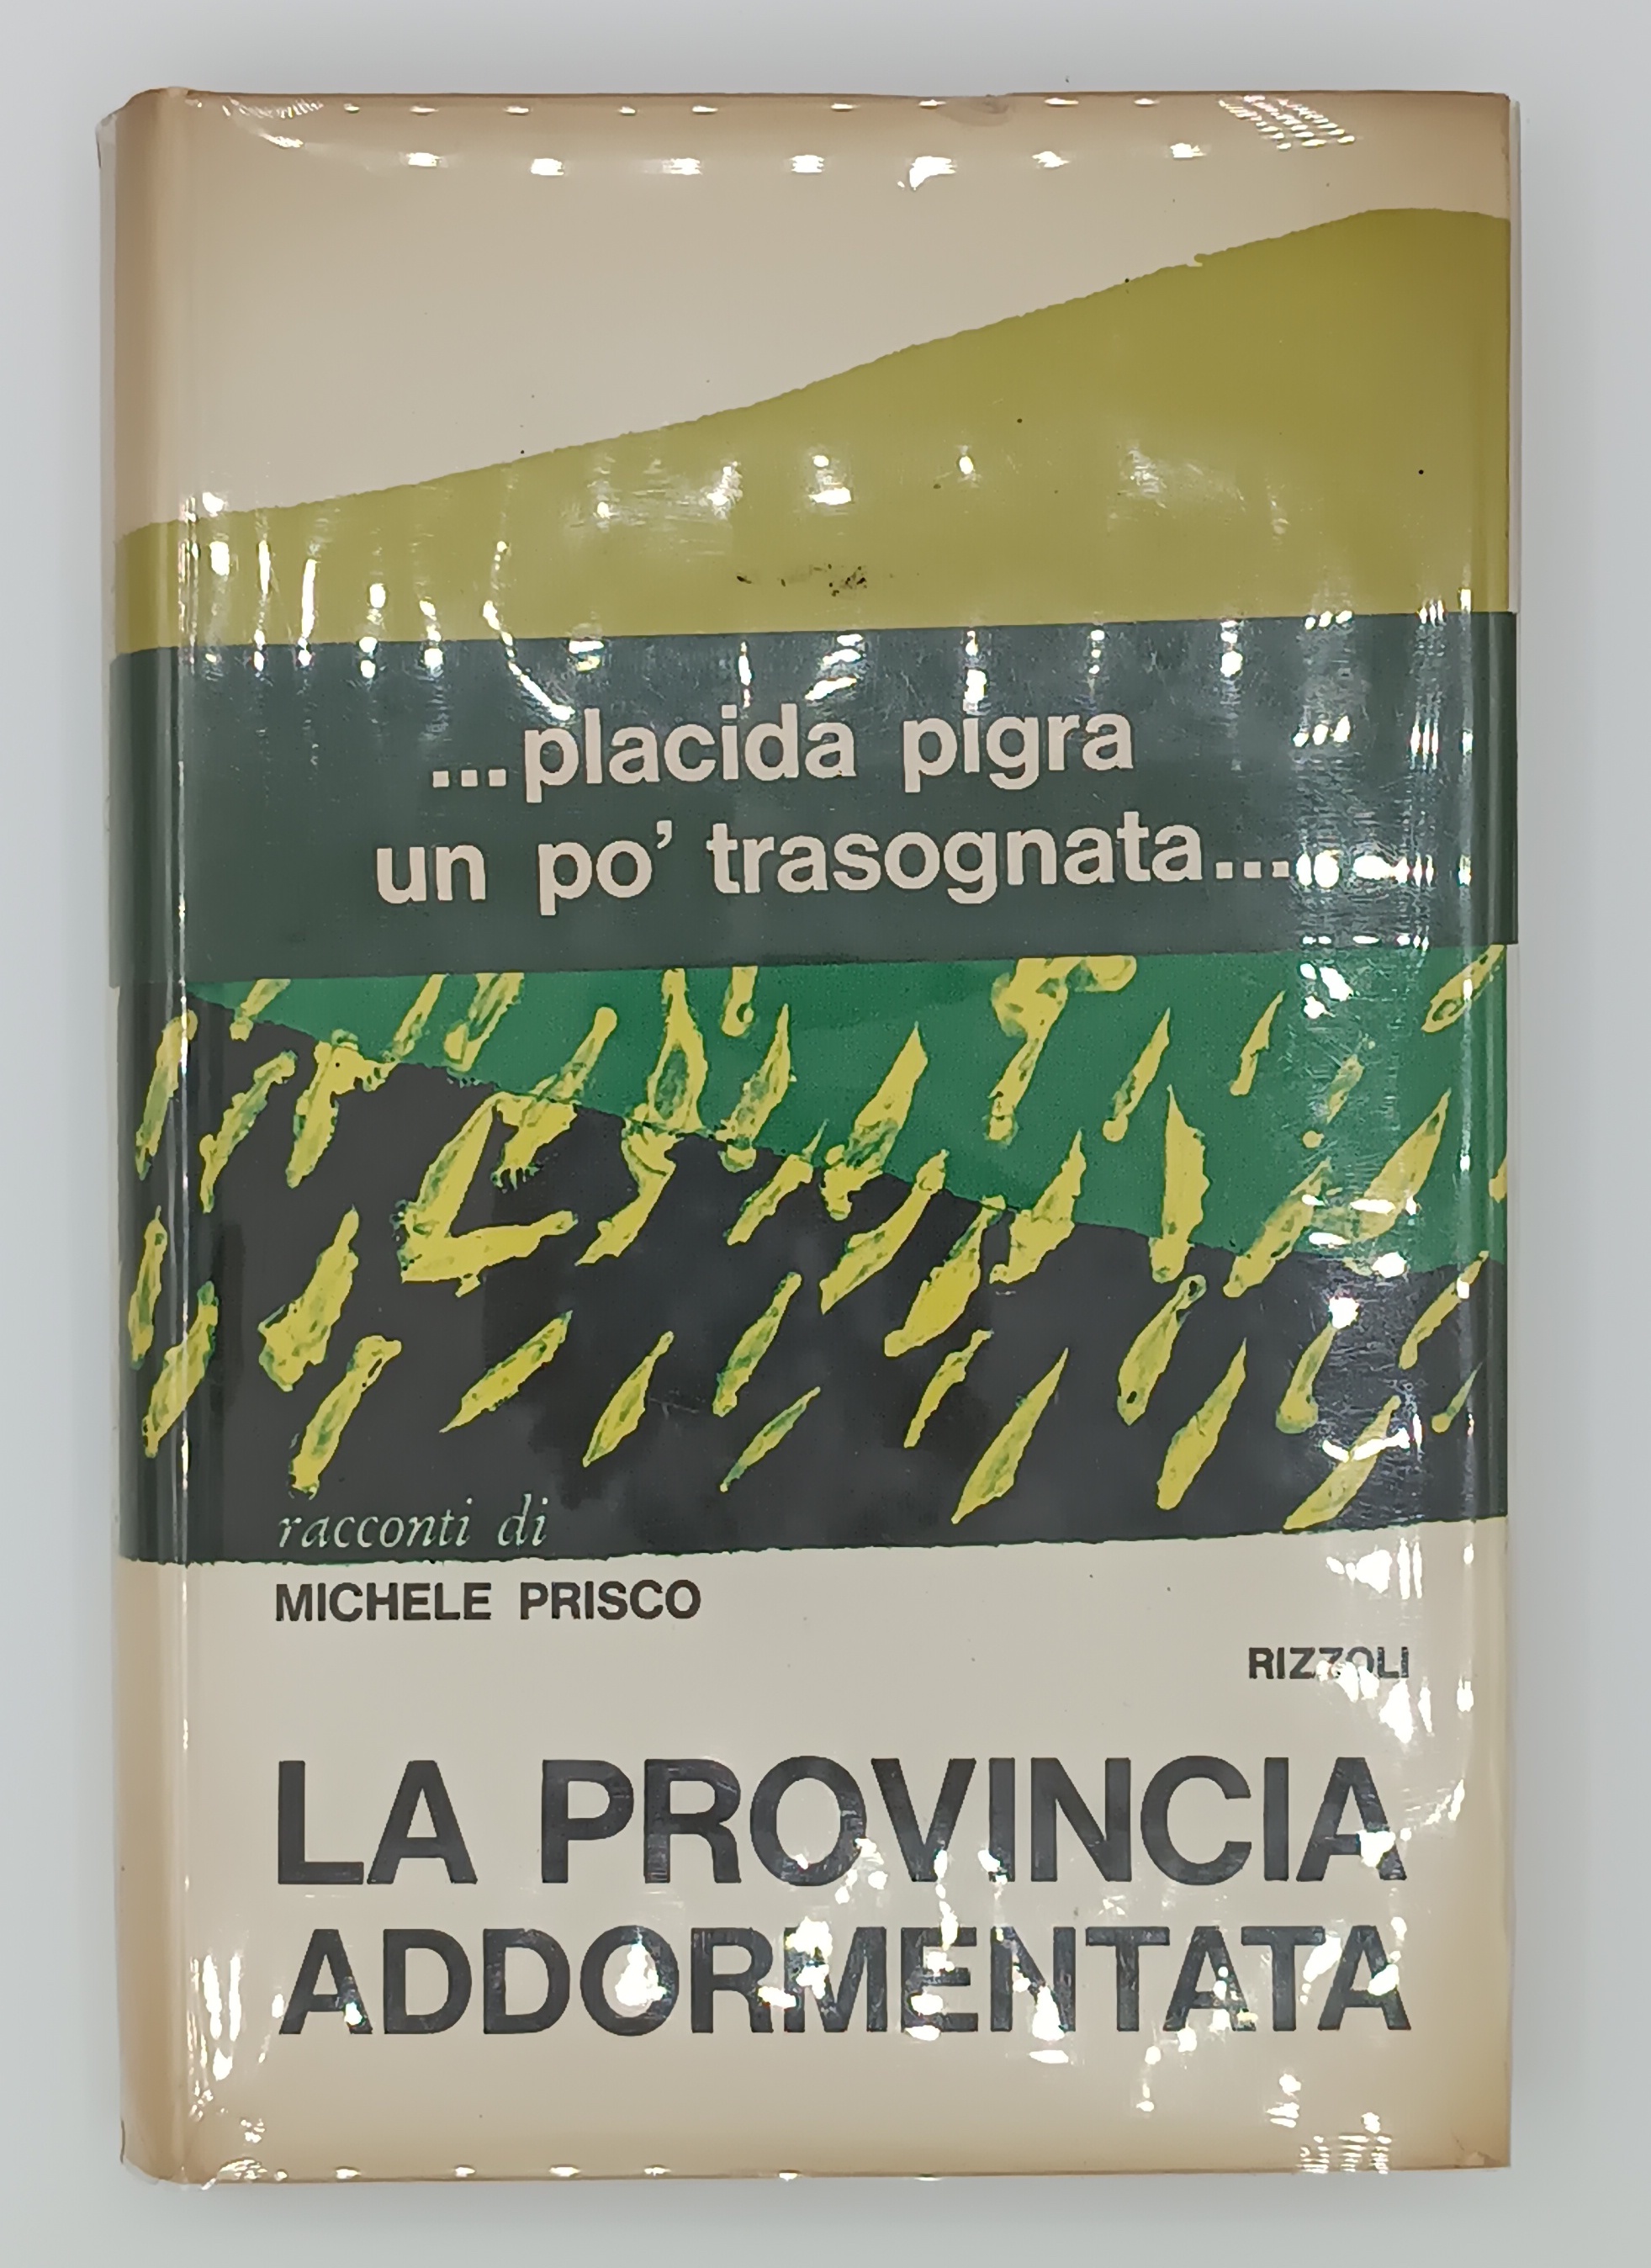 ...placida pigra
un po’ trasognata...
racconti di
MICHELE PRISCO
RIZZOLI
LA PROVINCIA
ADDORMENTATA